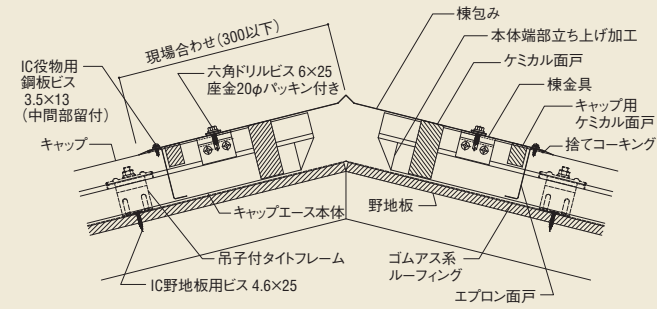 現場合わせ(300以下)
IC役物用
鋼板ビス
3.5×13
(中間部留付)
キャップ
六角ドリルビス 6×25
座金20φパッキン付き
棟包み
本体端部立ち上げ加工
ケミカル面戸
棟金具
キャップ用
ケミカル面戸
捨てコーキング
キャップエース本体
野地板
吊子付タイトフレーム
IC野地板用ビス 4.6×25
ゴムアス系
ルーフィング
エプロン面戸